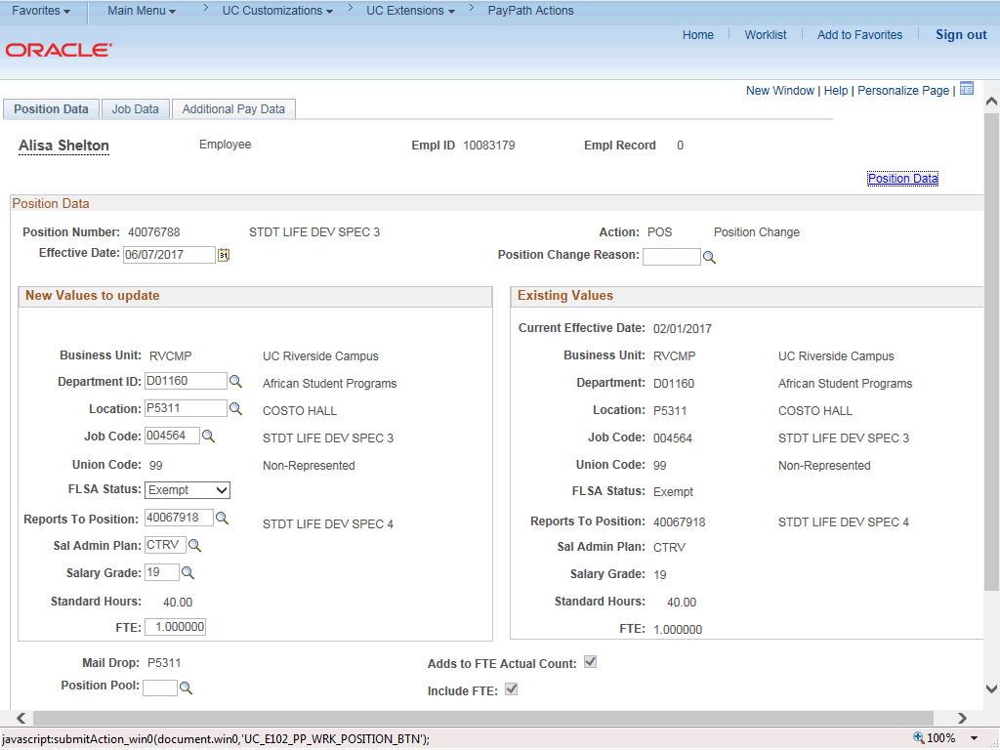 Favorites Main Menu > UC Customizations > UC Extensions > PayPath Actions
Home Worklist Add to Favorites Sign out
ORACLE
New Window | Help | Personalize Page |
Position Data Job Data Additional Pay Data
Alisa Shelton Employee Empl ID 10083179 Empl Record 0
Position Data
Position Data
Position Number: 40076788 STDT LIFE DEV SPEC 3 Action: POS Position Change
Effective Date: 06/07/2017 31 Position Change Reason:
New Values to update
Business Unit: RVCMP UC Riverside Campus
Department ID: D01160 African Student Programs
Location: P5311 COSTO HALL
Job Code: 004564 STDT LIFE DEV SPEC 3
Union Code: 99 Non-Represented
FLSA Status: Exempt
Reports To Position: 40067918 STDT LIFE DEV SPEC 4
Sal Admin Plan: CTRV
Salary Grade: 19
Standard Hours: 40.00
FTE: 1.000000
Existing Values
Current Effective Date: 02/01/2017
Business Unit: RVCMP UC Riverside Campus
Department: D01160 African Student Programs
Location: P5311 COSTO HALL
Job Code: 004564 STDT LIFE DEV SPEC 3
Union Code: 99 Non-Represented
FLSA Status: Exempt
Reports To Position: 40067918 STDT LIFE DEV SPEC 4
Sal Admin Plan: CTRV
Salary Grade: 19
Standard Hours: 40.00
FTE: 1.000000
Mail Drop: P5311 Adds to FTE Actual Count:
Position Pool: Include FTE:
javascript:submitAction_win0(document.win0,'UC_E102_PP_WRK_POSITION_BTN'); 100%